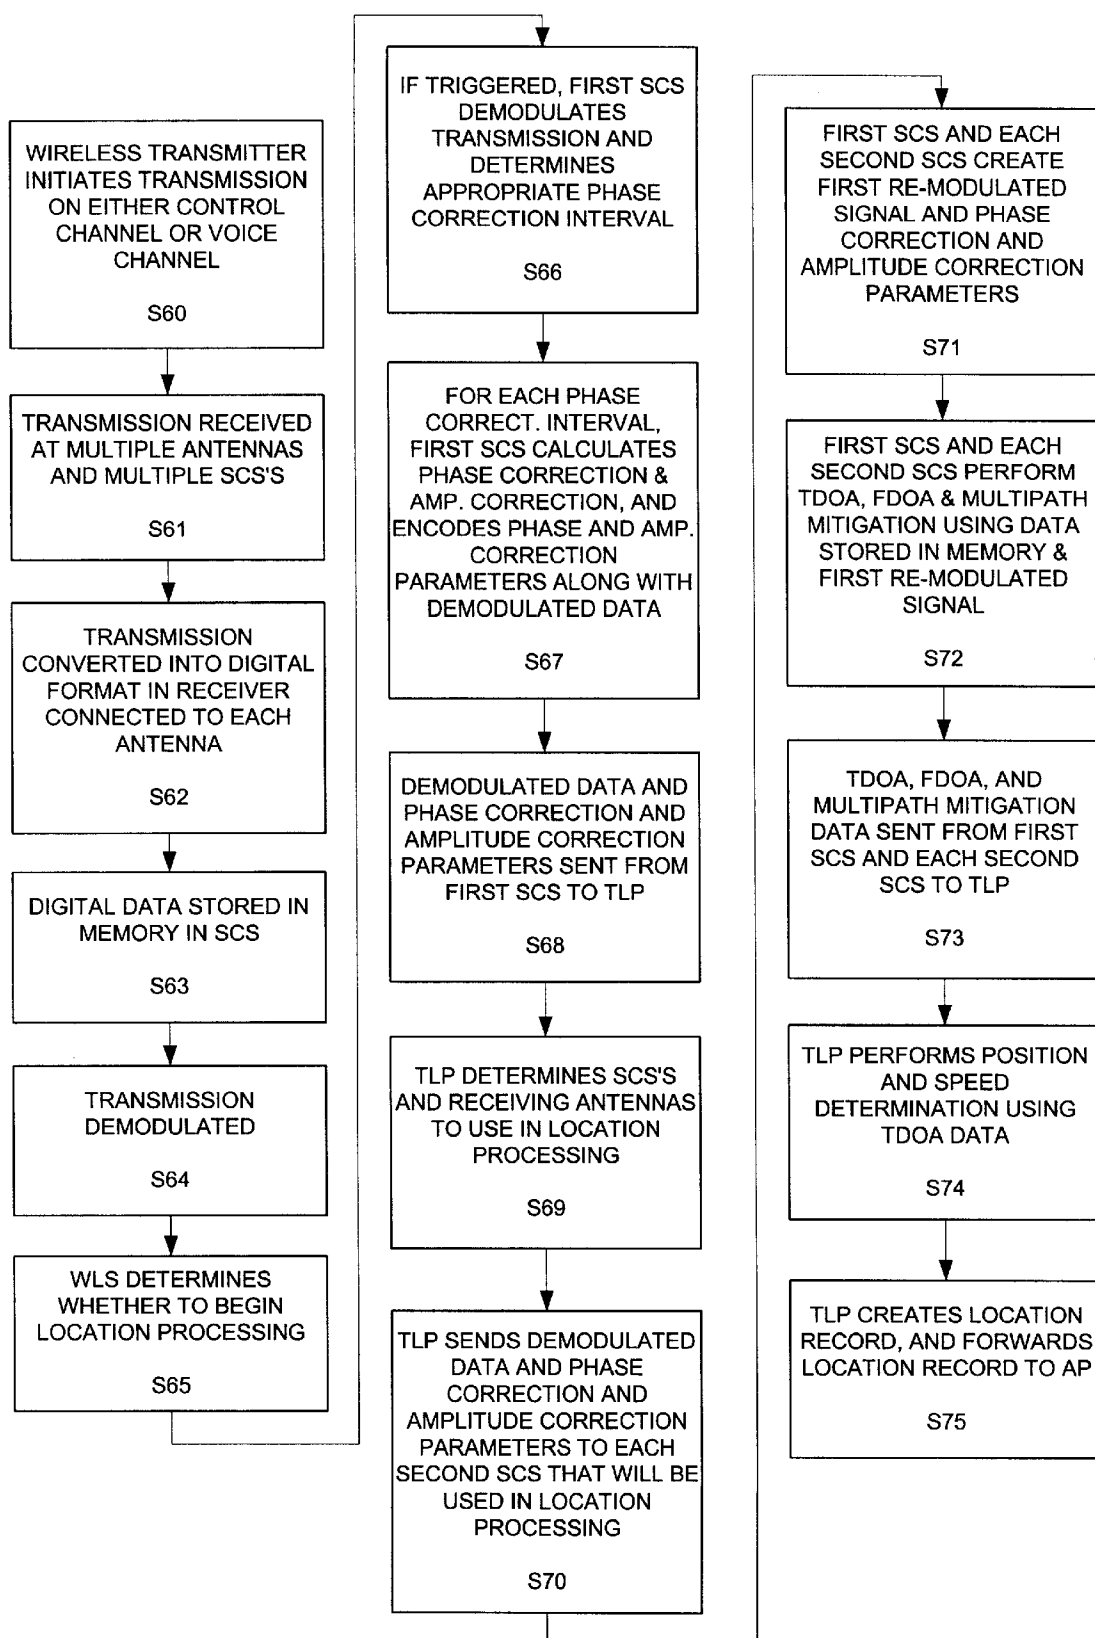 WIRELESS TRANSMITTER
INITIATES TRANSMISSION
ON EITHER CONTROL
CHANNEL OR VOICE
CHANNEL
S60
TRANSMISSION RECEIVED
AT MULTIPLE ANTENNAS
AND MULTIPLE SCS'S
S61
TRANSMISSION
CONVERTED INTO DIGITAL
FORMAT IN RECEIVER
CONNECTED TO EACH
ANTENNA
S62
DIGITAL DATA STORED IN
MEMORY IN SCS
S63
TRANSMISSION
DEMODULATED
S64
WLS DETERMINES
WHETHER TO BEGIN
LOCATION PROCESSING
S65
IF TRIGGERED, FIRST SCS
DEMODULATES
TRANSMISSION AND
DETERMINES
APPROPRIATE PHASE
CORRECTION INTERVAL
S66
FOR EACH PHASE
CORRECT. INTERVAL,
FIRST SCS CALCULATES
PHASE CORRECTION &
AMP. CORRECTION, AND
ENCODES PHASE AND AMP.
CORRECTION
PARAMETERS ALONG WITH
DEMODULATED DATA
S67
DEMODULATED DATA AND
PHASE CORRECTION AND
AMPLITUDE CORRECTION
PARAMETERS SENT FROM
FIRST SCS TO TLP
S68
TLP DETERMINES SCS'S
AND RECEIVING ANTENNAS
TO USE IN LOCATION
PROCESSING
S69
TLP SENDS DEMODULATED
DATA AND PHASE
CORRECTION AND
AMPLITUDE CORRECTION
PARAMETERS TO EACH
SECOND SCS THAT WILL BE
USED IN LOCATION
PROCESSING
S70
FIRST SCS AND EACH
SECOND SCS CREATE
FIRST RE-MODULATED
SIGNAL AND PHASE
CORRECTION AND
AMPLITUDE CORRECTION
PARAMETERS
S71
FIRST SCS AND EACH
SECOND SCS PERFORM
TDOA, FDOA & MULTIPATH
MITIGATION USING DATA
STORED IN MEMORY &
FIRST RE-MODULATED
SIGNAL
S72
TDOA, FDOA, AND
MULTIPATH MITIGATION
DATA SENT FROM FIRST
SCS AND EACH SECOND
SCS TO TLP
S73
TLP PERFORMS POSITION
AND SPEED
DETERMINATION USING
TDOA DATA
S74
TLP CREATES LOCATION
RECORD, AND FORWARDS
LOCATION RECORD TO AP
S75